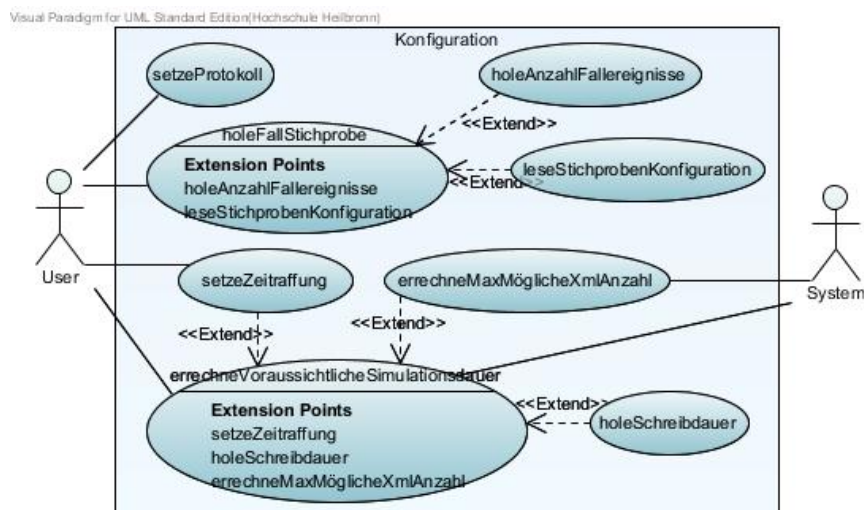 Visual Paradigm for UML Standard Edition(Hochschule Heilbronn)
Konfiguration
setzeProtokoll
holeAnzahlFallereignisse
<<Extend>>
holeFallStichprobe
Extension Points
holeAnzahlFallereignisse
leseStichprobenKonfiguration
leseStichprobenKonfiguration
<<Extend>>
User
System
setzeZeitraffung
errechneMaxMöglicheXmlAnzahl
<<Extend>>
<<Extend>>
errechneVoraussichtlicheSimulationsdauer
Extension Points
setzeZeitraffung
holeSchreibdauer
errechneMaxMöglicheXmlAnzahl
<<Extend>>
holeSchreibdauer